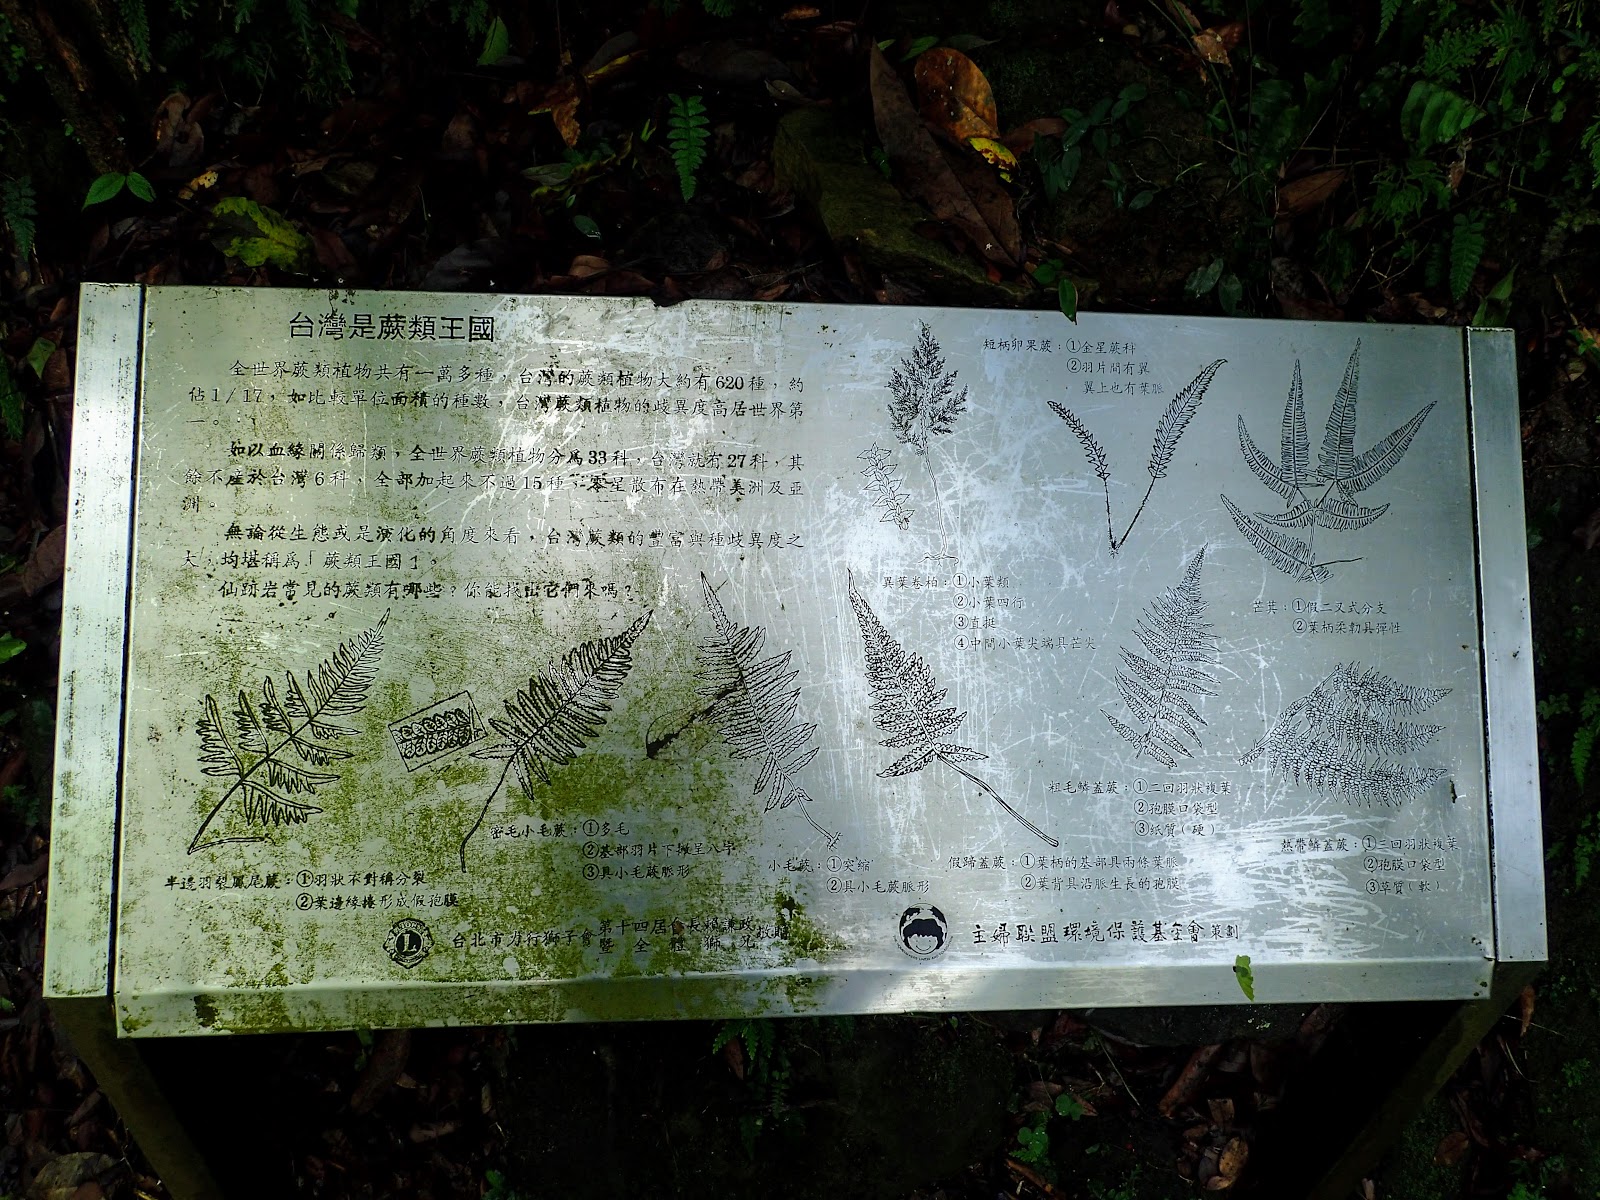 台灣是蕨類王國
全世界蕨類植物共有一萬多種，台灣的蕨類植物大約有620種，約
佔1/17，如比較單位面積的種數，台灣蕨類植物的歧異度高居世界第
一。
如以血緣關係歸類，全世界蕨類植物分為33科，台灣就有27科，其
餘不產於台灣6科，全部加起來不過15種，零星散布在熱帶美洲及亞
洲。
無論從生態或是演化的角度來看，台灣蕨類的豐富與種歧異度之
大，均堪稱為「蕨類王國」。
仙跡岩常見的蕨類有哪些？你能找出它們來嗎？
短柄卵果蕨：①金星蕨科
②羽片間有翼
翼上也有葉脈
異葉卷柏：①小葉類
②小葉四行
③直挺
④中間小葉尖端具芒尖
芒萁：①假二叉式分支
②葉柄柔韌具彈性
粗毛鱗蓋蕨：①二回羽狀複葉
②孢膜口袋型
③紙質（硬）
熱帶鱗蓋蕨：①三回羽狀複葉
②孢膜口袋型
③草質（軟）
密毛小毛蕨：①多毛
②基部羽片下撇呈八字
③具小毛蕨脈形
小毛蕨：①突縮
②具小毛蕨脈形
假蹄蓋蕨：①葉柄的基部具兩條葉脈
②葉背具沿脈生長的孢膜
半邊羽裂鳳尾蕨：①羽狀不對稱分裂
②葉邊緣捲形成假孢膜
L
台北市力行獅子會
第十四屆會長賴謙政
暨全體獅兄
敬贈
主婦聯盟環境保護基金會 策劃